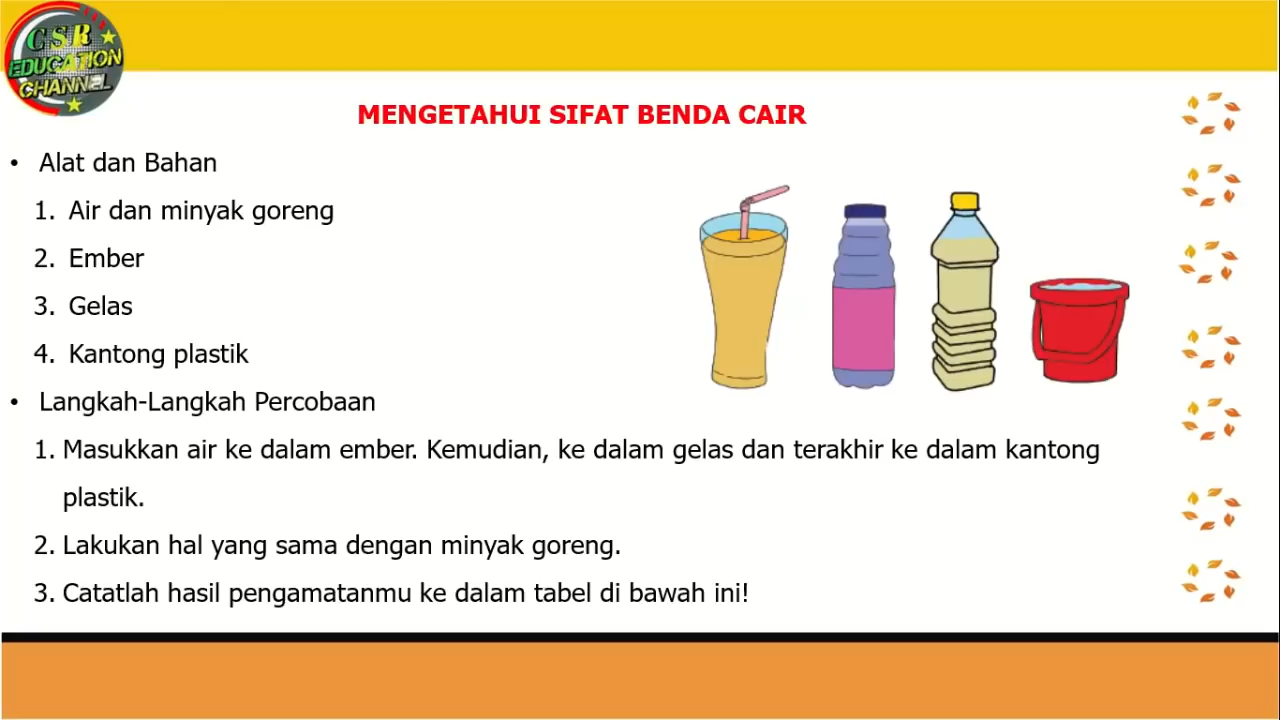 CSR
EDUCATION
CHANNEL
MENGETAHUI SIFAT BENDA CAIR
• Alat dan Bahan
1. Air dan minyak goreng
2. Ember
3. Gelas
4. Kantong plastik
• Langkah-Langkah Percobaan
1. Masukkan air ke dalam ember. Kemudian, ke dalam gelas dan terakhir ke dalam kantong
plastik.
2. Lakukan hal yang sama dengan minyak goreng.
3. Catatlah hasil pengamatanmu ke dalam tabel di bawah ini!